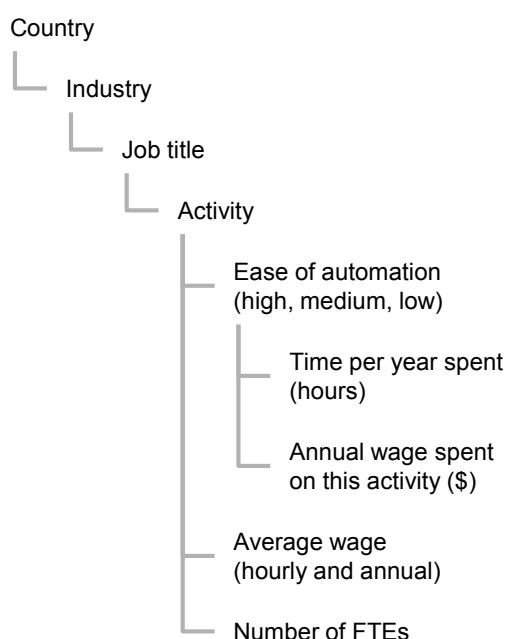 Country
Industry
Job title
Activity
Ease of automation
(high, medium, low)
Time per year spent
(hours)
Annual wage spent
on this activity ($)
Average wage
(hourly and annual)
Number of FTEs